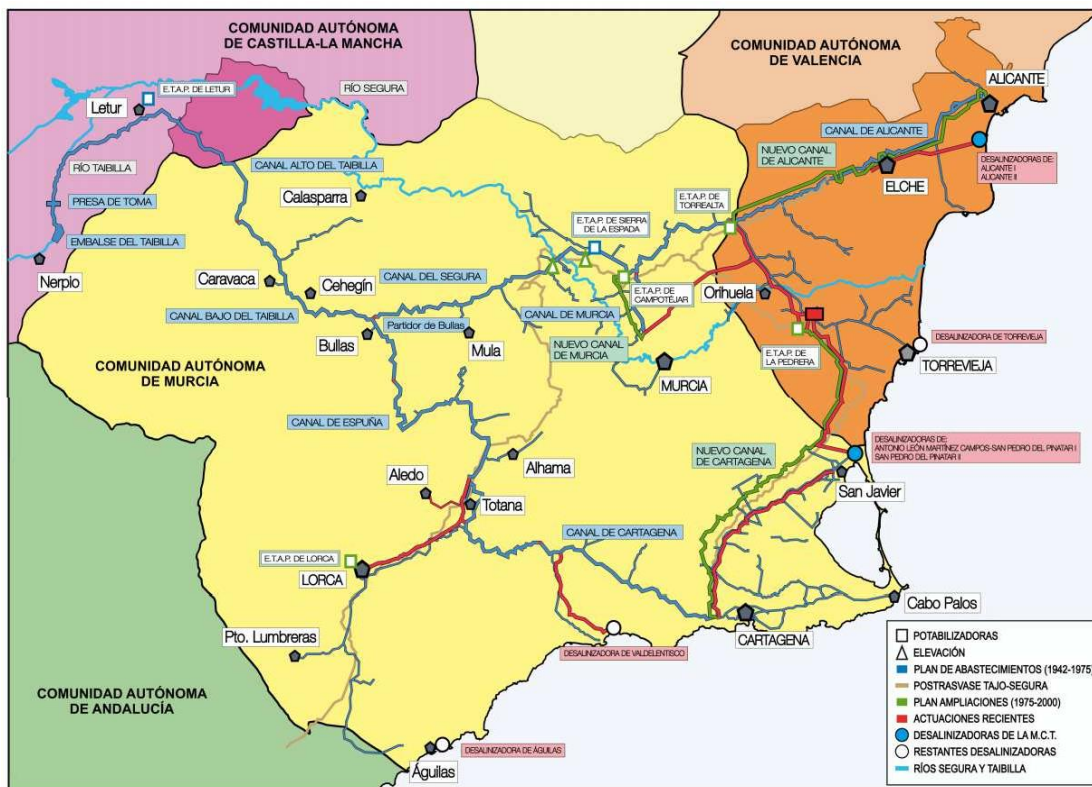 COMUNIDAD AUTÓNOMA
DE CASTILLA-LA MANCHA
COMUNIDAD AUTÓNOMA
DE VALENCIA
E.T.A.P. DE LETUR
RÍO SEGURA
ALICANTE
Letur
CANAL DE ALICANTE
NUEVO CANAL
DE ALICANTE
RÍO TAIBILLA
CANAL ALTO DEL TAIBILLA
ELCHE
DESALINIZADORAS DE:
ALICANTE I
ALICANTE II
Calasparra
PRESA DE TOMA
E.T.A.P. DE
TORREALTA
E.T.A.P. DE SIERRA
DE LA ESPADA
EMBALSE DEL TAIBILLA
Nerpio
Caravaca
Cehegín
CANAL DEL SEGURA
Orihuela
E.T.A.P. DE
CAMPOTÉJAR
CANAL BAJO DEL TAIBILLA
CANAL DE MURCIA
Partidor de Bullas
Bullas
Mula
NUEVO CANAL
DE MURCIA
DESALINIZADORA DE TORREVIEJA
E.T.A.P. DE
LA PEDRERA
COMUNIDAD AUTÓNOMA
DE MURCIA
MURCIA
TORREVIEJA
CANAL DE ESPUÑA
DESALINIZADORAS DE:
ANTONIO LEÓN MARTÍNEZ CAMPOS-SAN PEDRO DEL PINATAR I
SAN PEDRO DEL PINATAR II
NUEVO CANAL
DE CARTAGENA
Alhama
Aledo
San Javier
Totana
CANAL DE CARTAGENA
E.T.A.P. DE LORCA
LORCA
Cabo Palos
Pto. Lumbreras
CARTAGENA
DESALINIZADORA DE VALDELENTISCO
COMUNIDAD AUTÓNOMA
DE ANDALUCÍA
DESALINIZADORA DE ÁGUILAS
Águilas
POTABILIZADORAS
ELEVACIÓN
PLAN DE ABASTECIMIENTOS (1942-1975)
POSTRASVASE TAJO-SEGURA
PLAN AMPLIACIONES (1975-2000)
ACTUACIONES RECIENTES
DESALINIZADORAS DE LA M.C.T.
RESTANTES DESALINIZADORAS
RÍOS SEGURA Y TAIBILLA